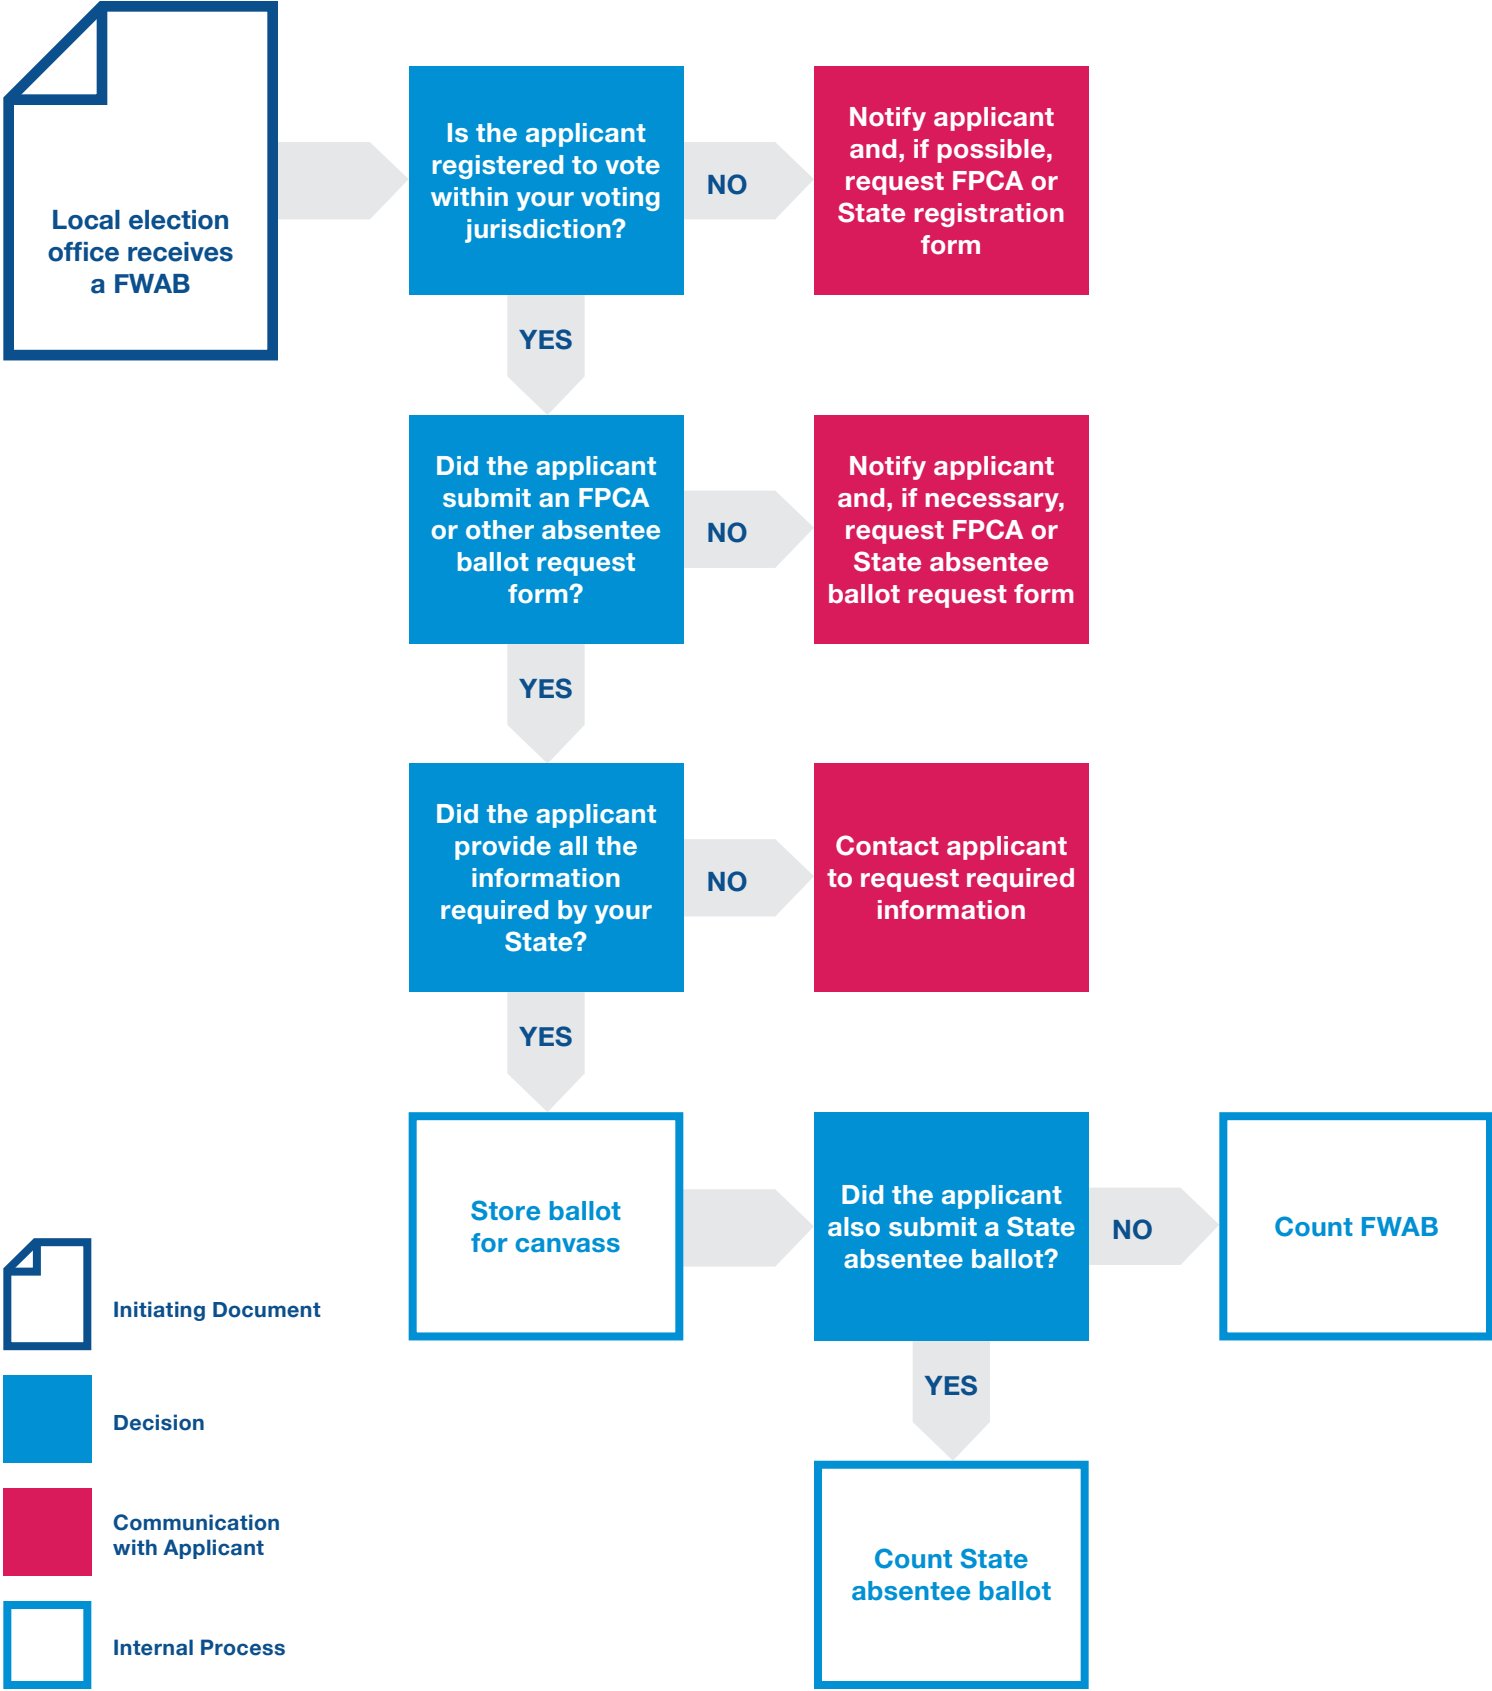 Local election
office receives
a FWAB
Is the applicant
registered to vote
within your voting
jurisdiction?
NO
Notify applicant
and, if possible,
request FPCA or
State registration
form
YES
Did the applicant
submit an FPCA
or other absentee
ballot request
form?
NO
Notify applicant
and, if necessary,
request FPCA or
State absentee
ballot request form
YES
Did the applicant
provide all the
information
required by your
State?
NO
Contact applicant
to request required
information
YES
Store ballot
for canvass
Did the applicant
also submit a State
absentee ballot?
NO
Count FWAB
YES
Count State
absentee ballot
Initiating Document
Decision
Communication
with Applicant
Internal Process